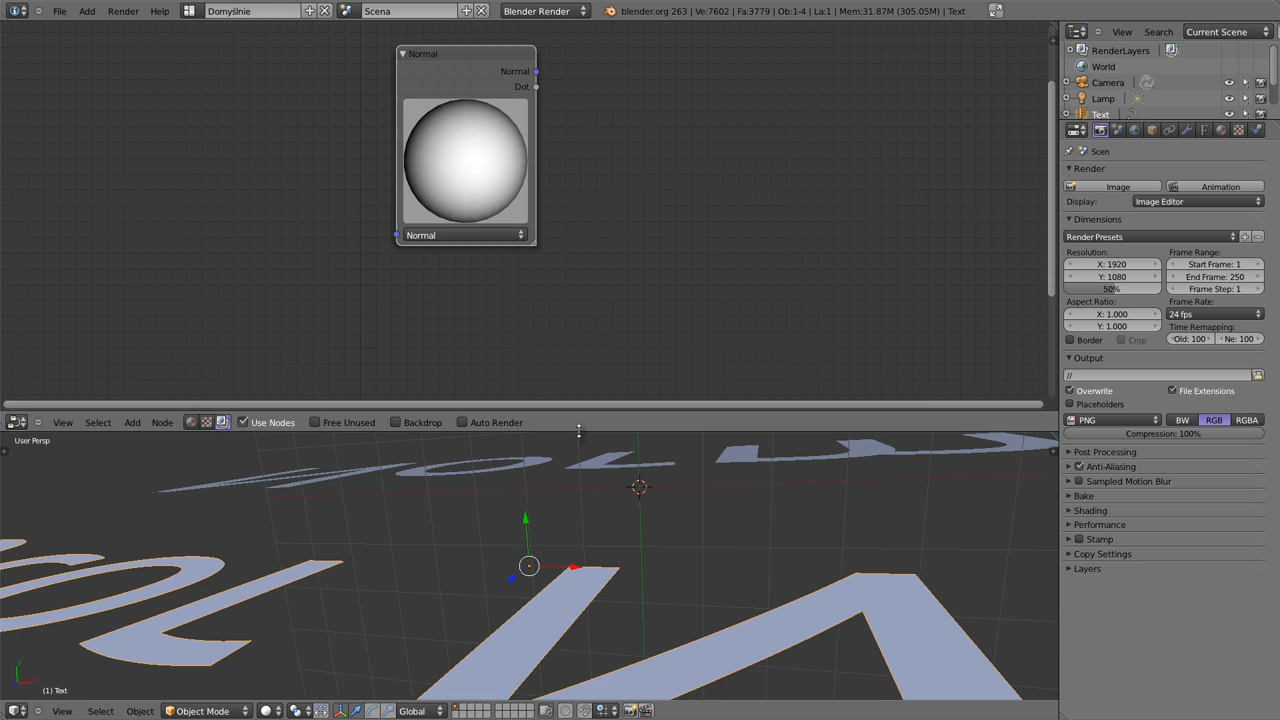 File Add Render Help Domyślnie Scena Blender Render blender.org 263 | Ve:7602 | Fa:3779 | Ob:1-4 | La:1 | Mem:31.87M (305.05M) | Text
View Search Current Scene
RenderLayers
World
Camera
Lamp
Text
Scen
Render
Image Animation
Display: Image Editor
Dimensions
Render Presets
Resolution: Frame Range:
X: 1920 Start Frame: 1
Y: 1080 End Frame: 250
50% Frame Step: 1
Aspect Ratio: Frame Rate:
X: 1.000 24 fps
Y: 1.000 Time Remapping:
Border Crop Old: 100 Ne: 100
Output
//
Overwrite File Extensions
Placeholders
PNG BW RGB RGBA
Compression: 100%
Post Processing
Anti-Aliasing
Sampled Motion Blur
Bake
Shading
Performance
Stamp
Copy Settings
Layers
Normal
Normal
Dot
Normal
View Select Add Node Use Nodes Free Unused Backdrop Auto Render
User Persp
(1) Text
View Select Object Object Mode Global